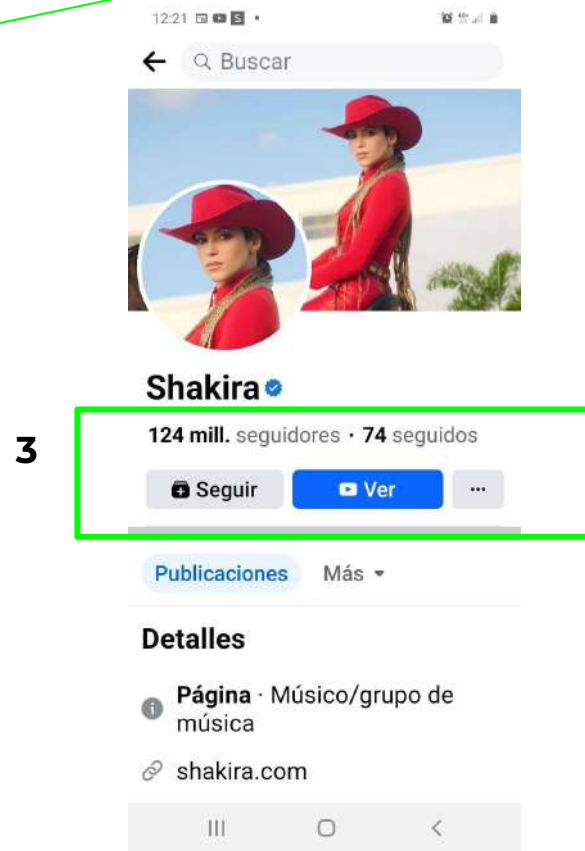 12:21
Buscar
Shakira
3
124 mill. seguidores · 74 seguidos
Seguir
Ver
Publicaciones
Más
Detalles
Página · Músico/grupo de
música
shakira.com